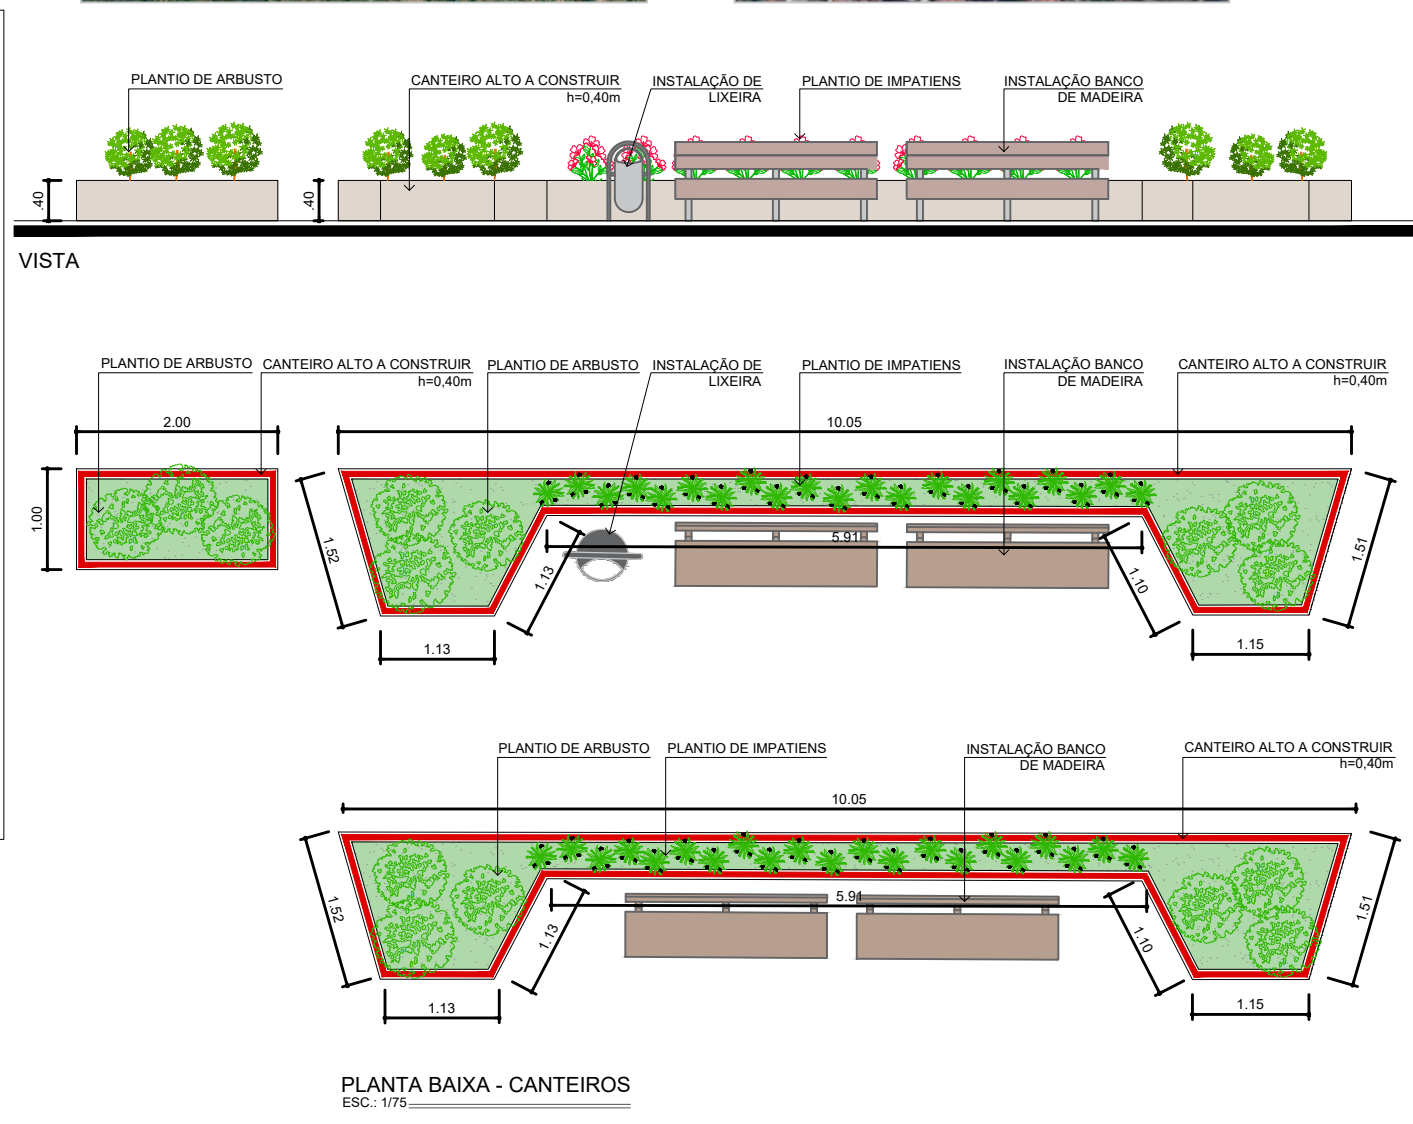 PLANTIO DE ARBUSTO
CANTEIRO ALTO A CONSTRUIR
h=0,40m
INSTALAÇÃO DE
LIXEIRA
PLANTIO DE IMPATIENS
INSTALAÇÃO BANCO
DE MADEIRA
.40
.40
VISTA
PLANTIO DE ARBUSTO
CANTEIRO ALTO A CONSTRUIR
h=0,40m
PLANTIO DE ARBUSTO
INSTALAÇÃO DE
LIXEIRA
PLANTIO DE IMPATIENS
INSTALAÇÃO BANCO
DE MADEIRA
CANTEIRO ALTO A CONSTRUIR
h=0,40m
2.00
10.05
1.00
1.52
1.13
5.91
1.10
1.51
1.13
1.15
PLANTIO DE ARBUSTO
PLANTIO DE IMPATIENS
INSTALAÇÃO BANCO
DE MADEIRA
CANTEIRO ALTO A CONSTRUIR
h=0,40m
10.05
1.52
1.13
5.91
1.10
1.51
1.13
1.15
PLANTA BAIXA - CANTEIROS
ESC.: 1/75